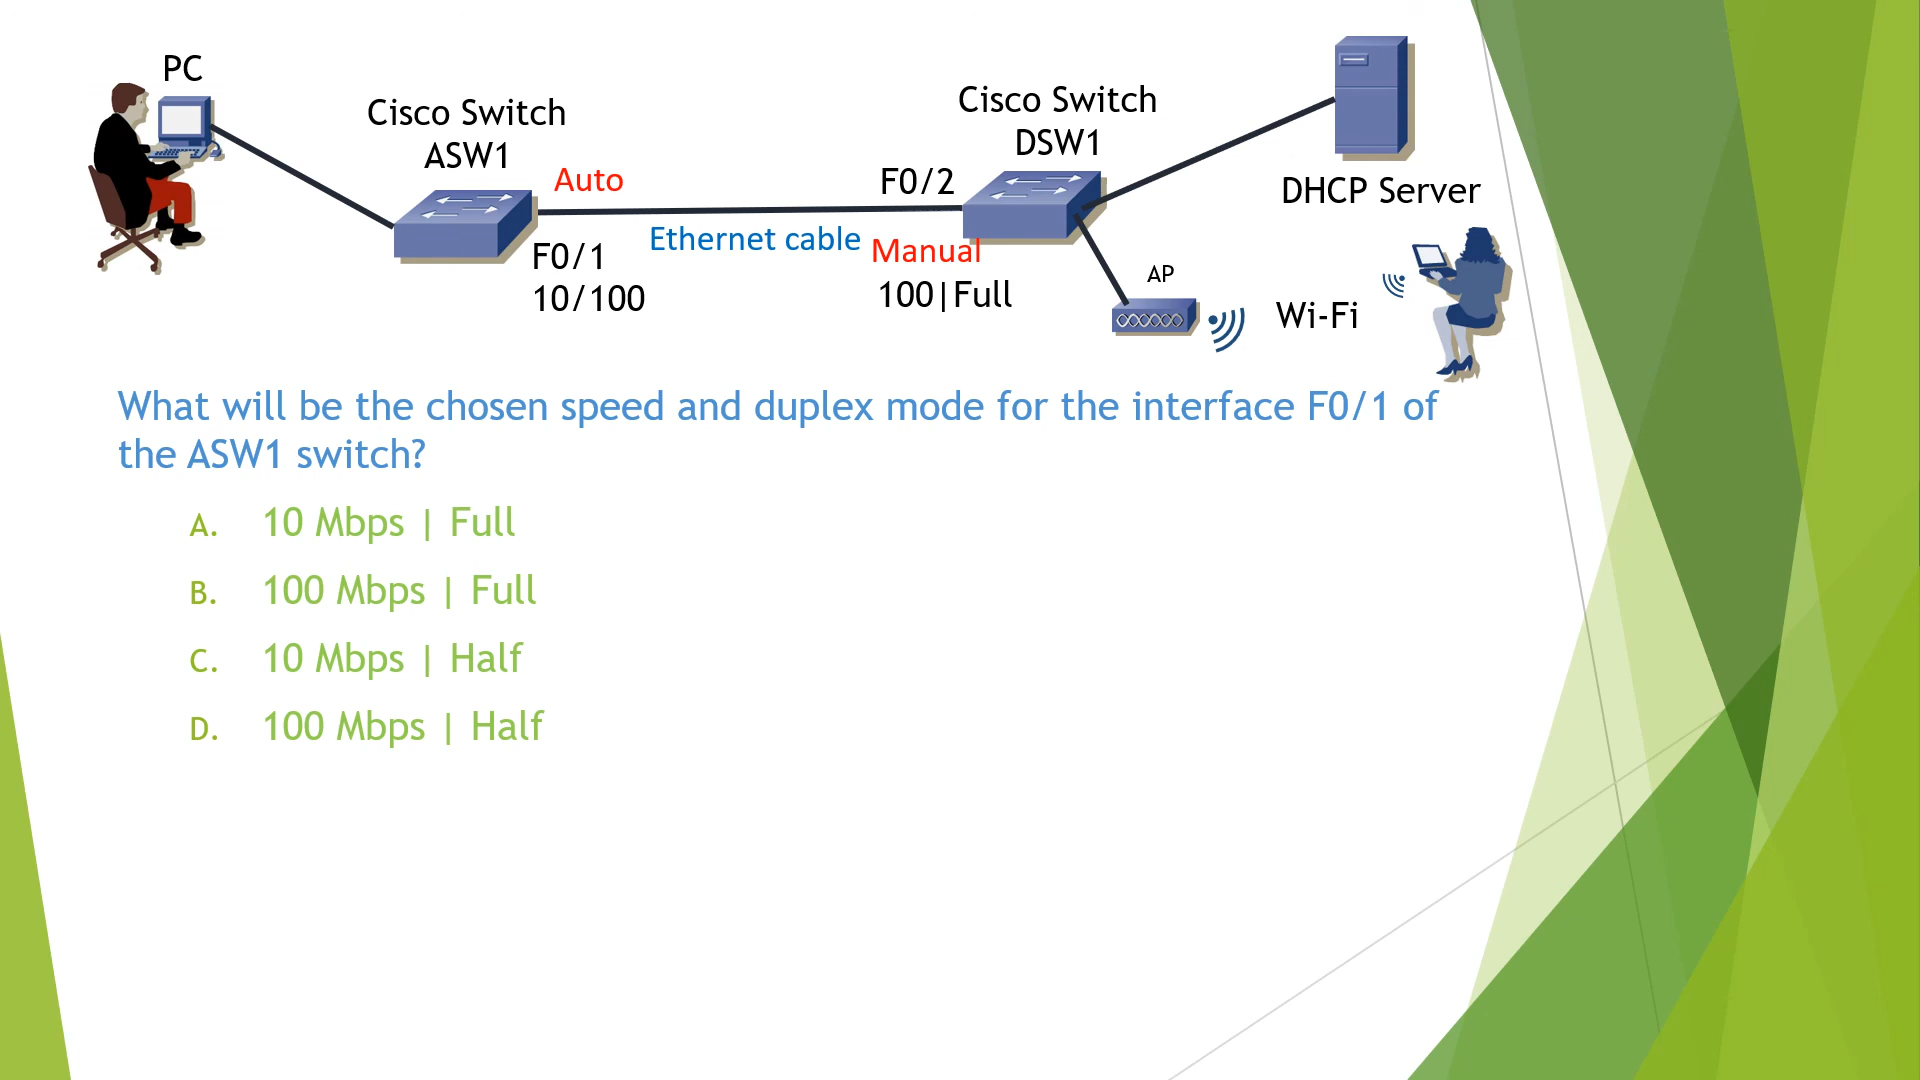 PC
Cisco Switch
ASW1
Auto
F0/1
10/100
Ethernet cable
Cisco Switch
DSW1
F0/2
Manual
100|Full
DHCP Server
AP
Wi-Fi
What will be the chosen speed and duplex mode for the interface F0/1 of
the ASW1 switch?
A. 10 Mbps | Full
B. 100 Mbps | Full
C. 10 Mbps | Half
D. 100 Mbps | Half